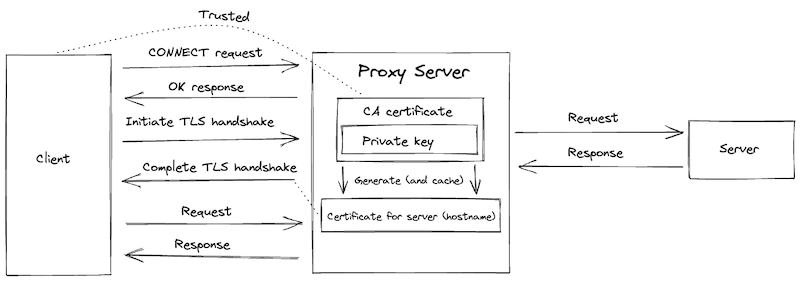 Trusted
CONNECT request
OK response
Initiate TLS handshake
Client
Complete TLS handshake
Request
Response
Proxy Server
CA certificate
Private key
Generate (and cache)
Certificate for server (hostname)
Request
Response
Server